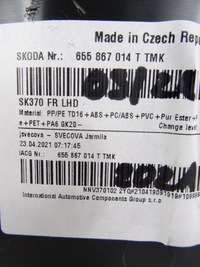 Made in Czech Repu
SKODA Nr.: 655 867 014 T TMK
SK370 FR LHD
Material: PP/PE TD16+ABS+PC/ABS+PVC+Pur Ester+F
e+PET+PA6 GK20-
Change level
jsvecova - SVECOVA Jarmila
23.04.2021 07:17:45
IACG Nr.: 655 867 014 T TMK
International Automotive Components Group s.r.o